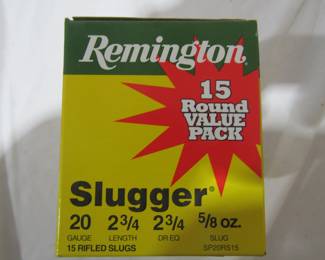 Remington®
15
Round
VALUE
PACK
Slugger®
20 2 3/4 2 3/4 5/8 oz.
GAUGE LENGTH DR EQ SLUG
15 RIFLED SLUGS SP20RS15